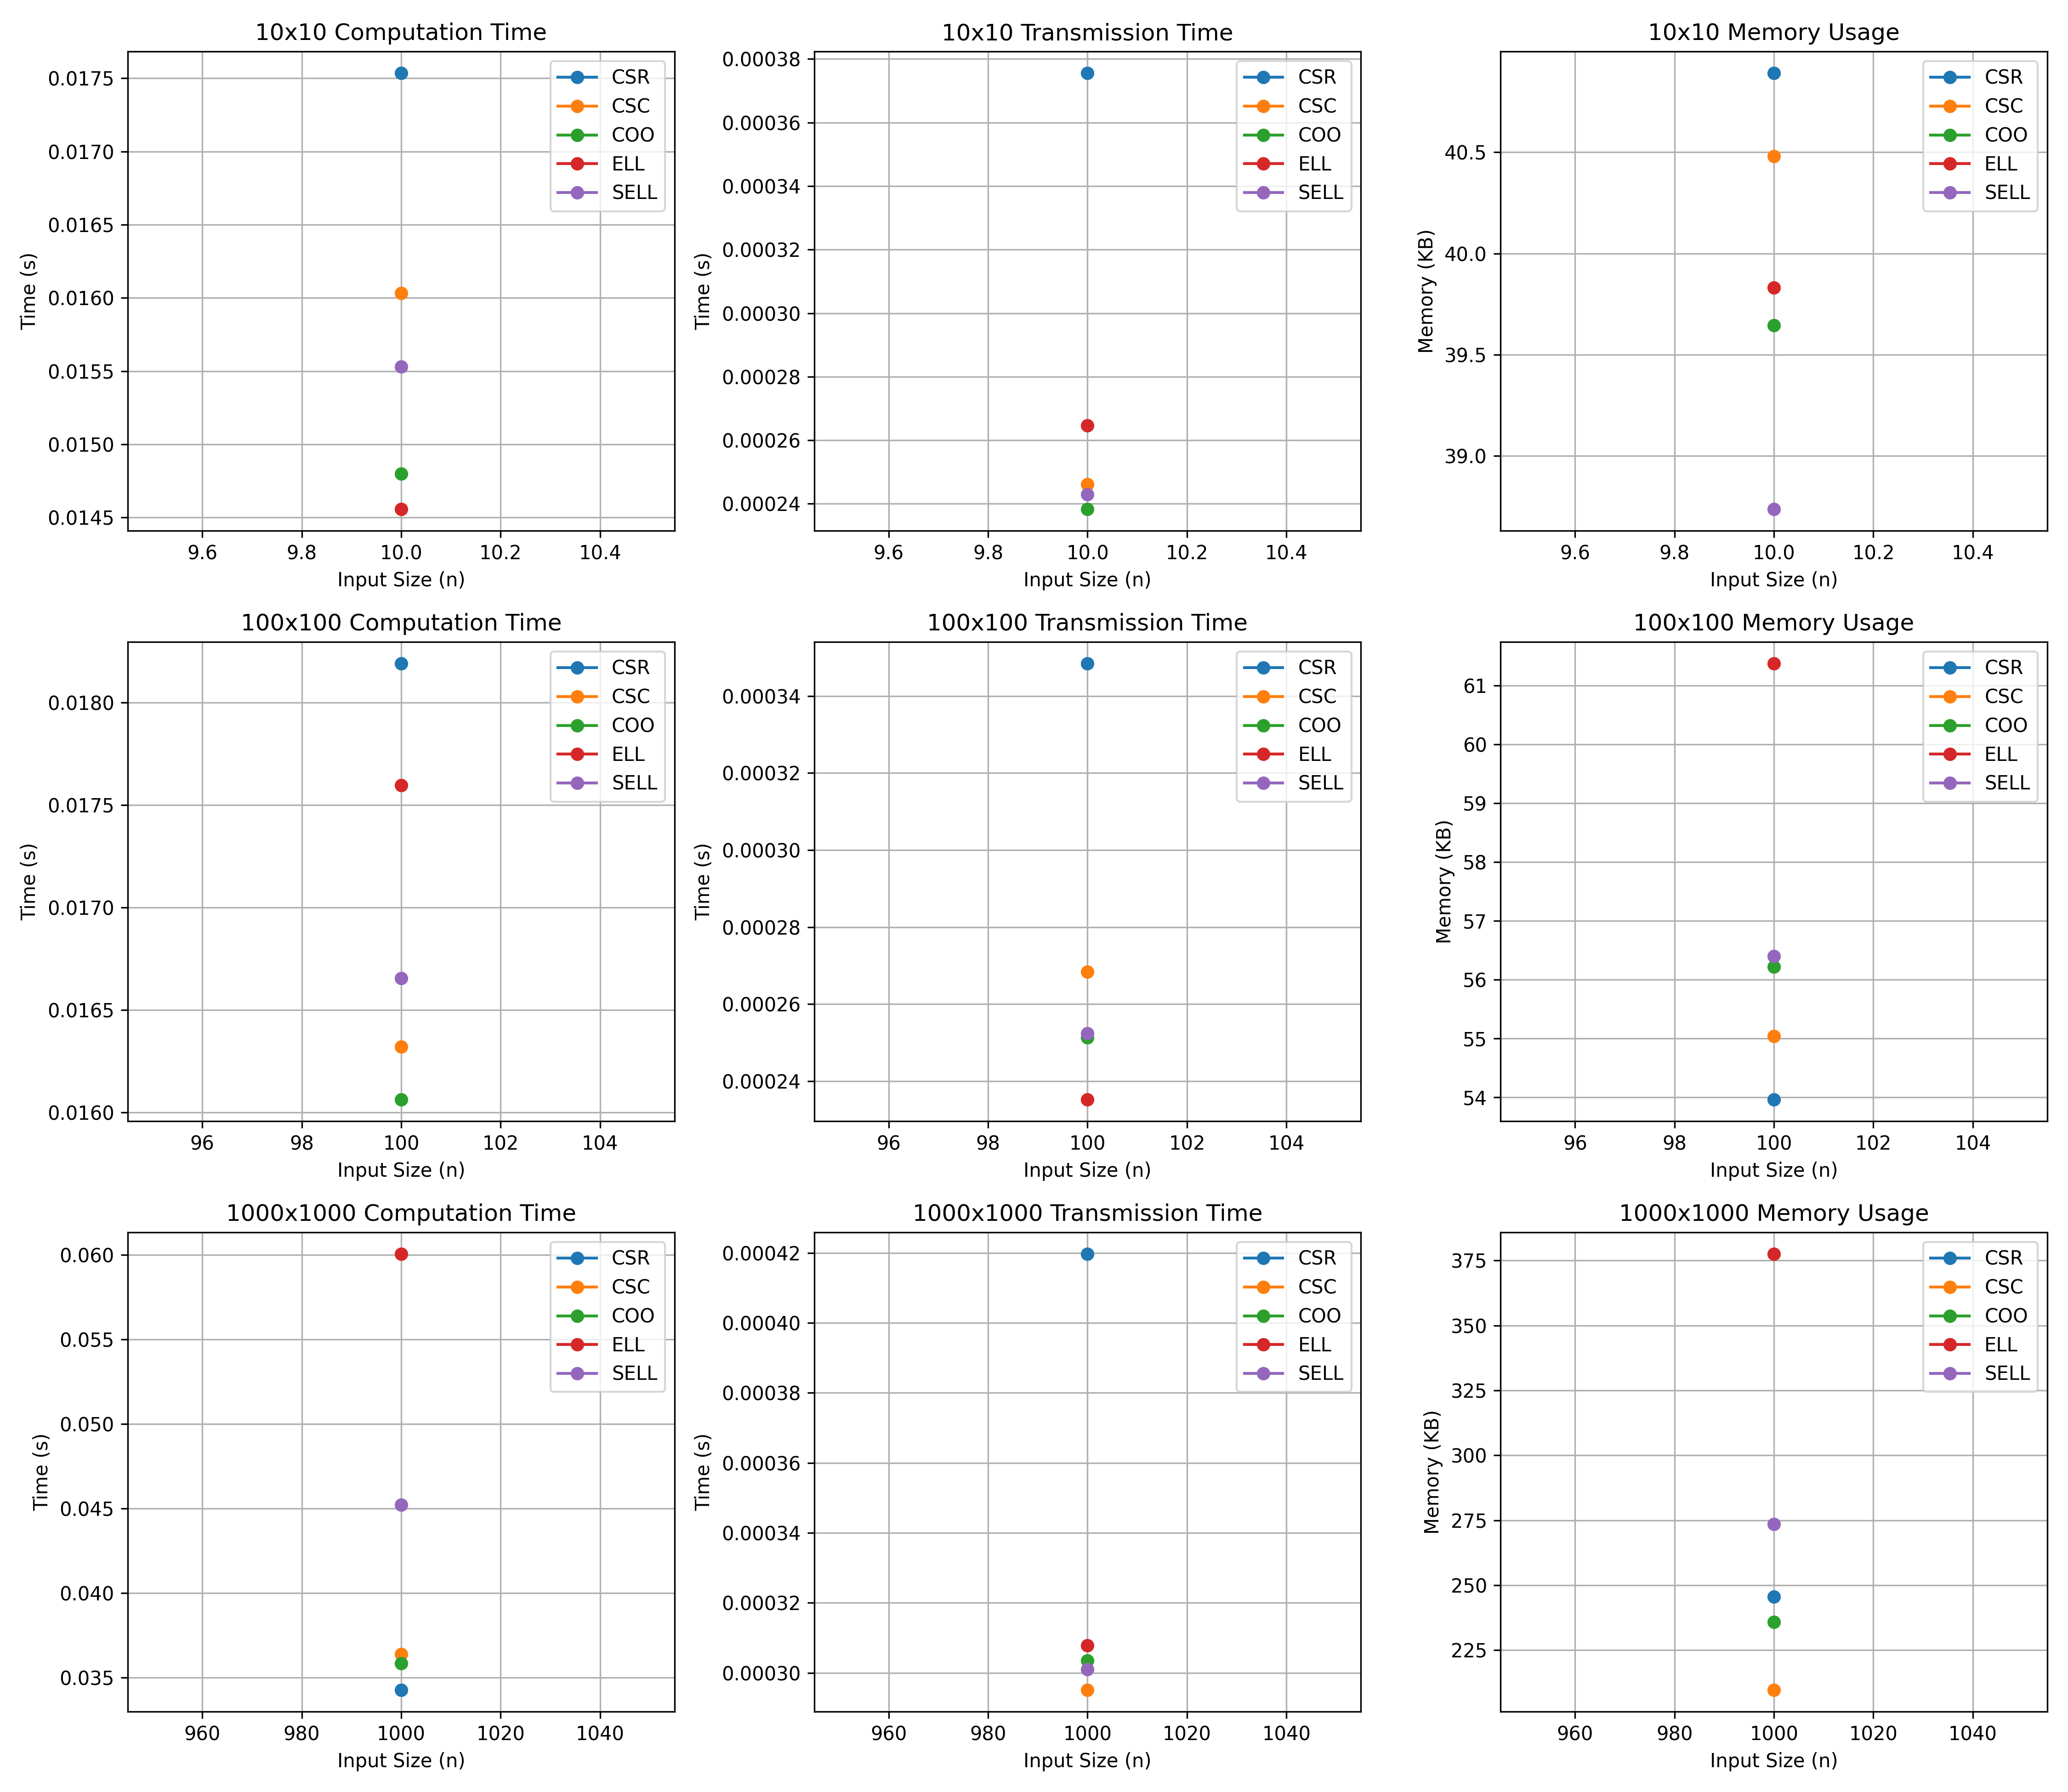 10x10 Computation Time
0.0175
0.0170
0.0165
0.0160
0.0155
0.0150
0.0145
Time (s)
CSR
CSC
COO
ELL
SELL
9.6 9.8 10.0 10.2 10.4
Input Size (n)
10x10 Transmission Time
0.00038
0.00036
0.00034
0.00032
0.00030
0.00028
0.00026
0.00024
Time (s)
CSR
CSC
COO
ELL
SELL
9.6 9.8 10.0 10.2 10.4
Input Size (n)
10x10 Memory Usage
40.5
40.0
39.5
39.0
Memory (KB)
CSR
CSC
COO
ELL
SELL
9.6 9.8 10.0 10.2 10.4
Input Size (n)
100x100 Computation Time
0.0180
0.0175
0.0170
0.0165
0.0160
Time (s)
CSR
CSC
COO
ELL
SELL
96 98 100 102 104
Input Size (n)
100x100 Transmission Time
0.00034
0.00032
0.00030
0.00028
0.00026
0.00024
Time (s)
CSR
CSC
COO
ELL
SELL
96 98 100 102 104
Input Size (n)
100x100 Memory Usage
61
60
59
58
57
56
55
54
Memory (KB)
CSR
CSC
COO
ELL
SELL
96 98 100 102 104
Input Size (n)
1000x1000 Computation Time
0.060
0.055
0.050
0.045
0.040
0.035
Time (s)
CSR
CSC
COO
ELL
SELL
960 980 1000 1020 1040
Input Size (n)
1000x1000 Transmission Time
0.00042
0.00040
0.00038
0.00036
0.00034
0.00032
0.00030
Time (s)
CSR
CSC
COO
ELL
SELL
960 980 1000 1020 1040
Input Size (n)
1000x1000 Memory Usage
375
350
325
300
275
250
225
Memory (KB)
CSR
CSC
COO
ELL
SELL
960 980 1000 1020 1040
Input Size (n)